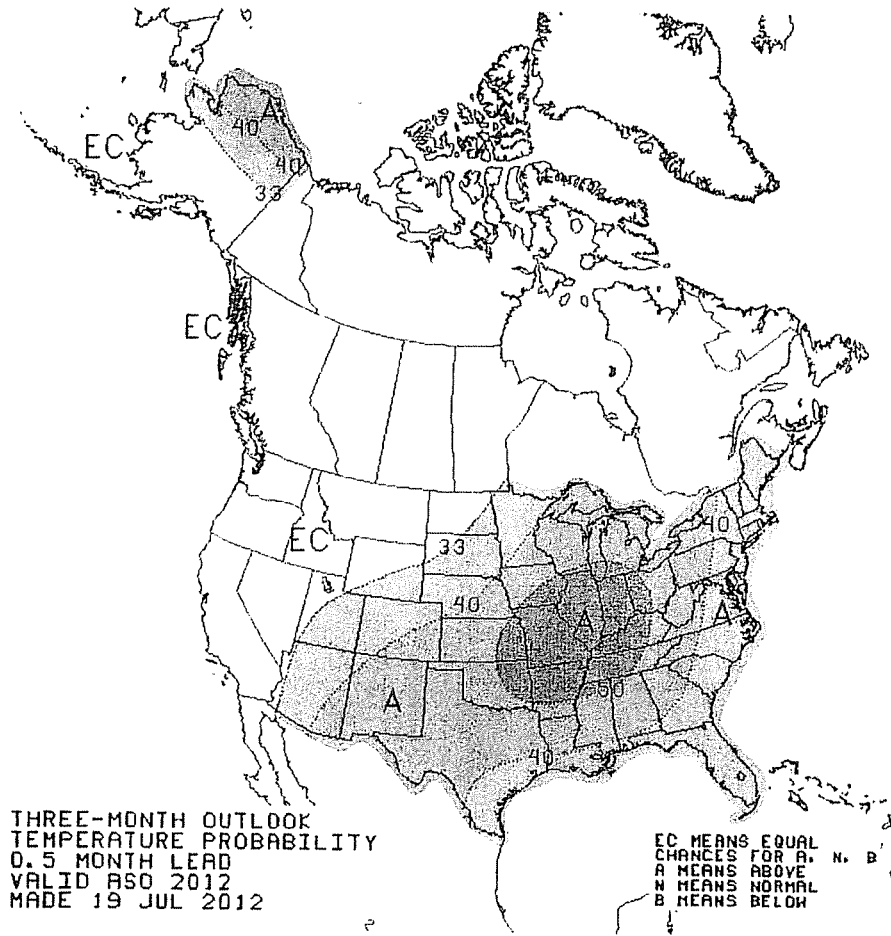 A
40
EC
40
33
EC
40
EC
33
40
A
A
A
50
40
THREE-MONTH OUTLOOK
TEMPERATURE PROBABILITY
0.5 MONTH LEAD
VALID ASO 2012
MADE 19 JUL 2012
EC MEANS EQUAL
CHANCES FOR A, N, B
A MEANS ABOVE
N MEANS NORMAL
B MEANS BELOW